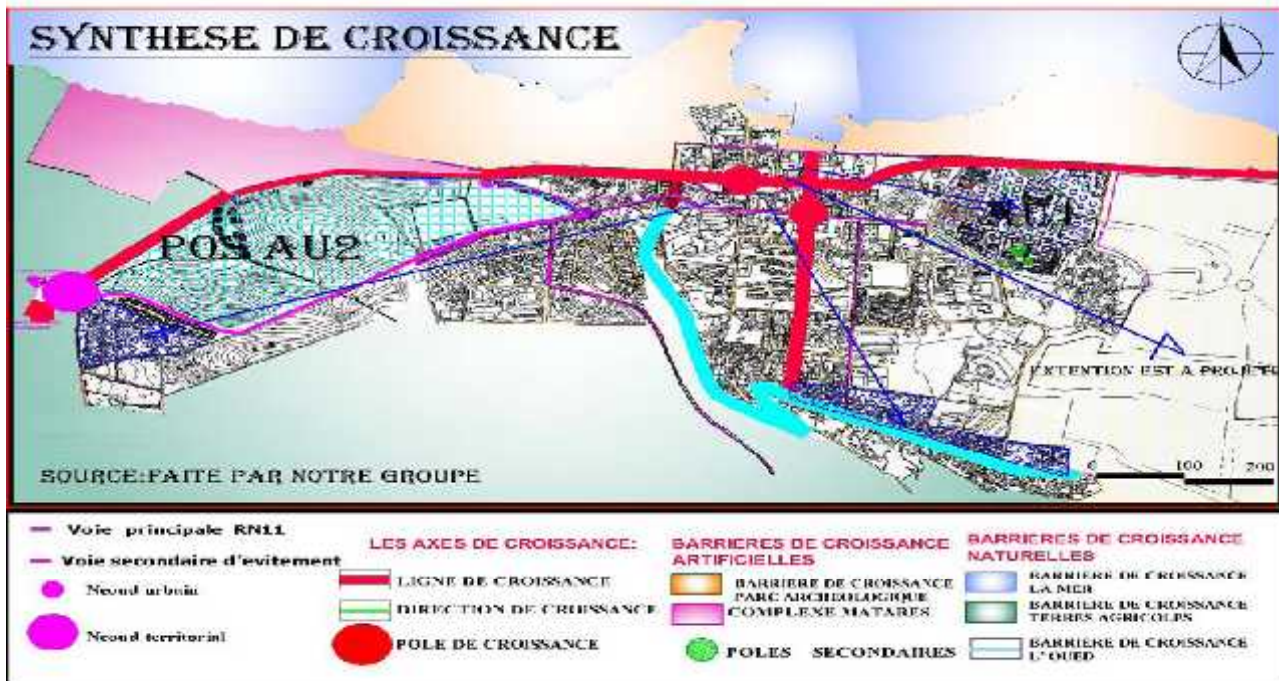 SYNTHESE DE CROISSANCE
POS AU2
EXTENTION EST A PROJETE
SOURCE:FAITE PAR NOTRE GROUPE
0 100 200
Voie principale RN11
Voie secondaire d'evitement
Neoud urbain
Neoud territorial
LES AXES DE CROISSANCE:
LIGNE DE CROISSANCE
DIRECTION DE CROISSANCE
POLE DE CROISSANCE
BARRIERES DE CROISSANCE
ARTIFICIELLES
BARRIERE DE CROISSANCE
PARC ARCHEOLOGIQUE
COMPLEXE MATARES
POLES SECONDAIRES
BARRIERES DE CROISSANCE
NATURELLES
BARRIERE DE CROISSANCE
LA MER
BARRIERE DE CROISSANCE
TERRES AGRICOLES
BARRIERE DE CROISSANCE
L'OUED